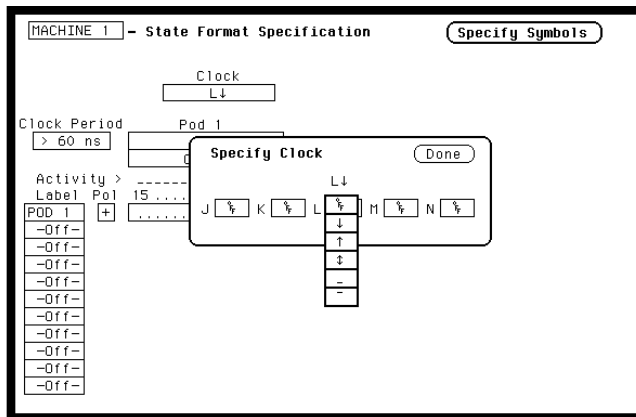 MACHINE 1 – State Format Specification Specify Symbols
Clock
L↓
Clock Period Pod 1
> 60 ns
Specify Clock Done
Activity > ______
L↓
Label Pol 15 ....
J % K % L % M % N %
POD 1 + ......
↓
-Off-
↑
-Off-
↕
-Off-
_
-Off-
¯
-Off-
-Off-
-Off-
-Off-
-Off-
-Off-